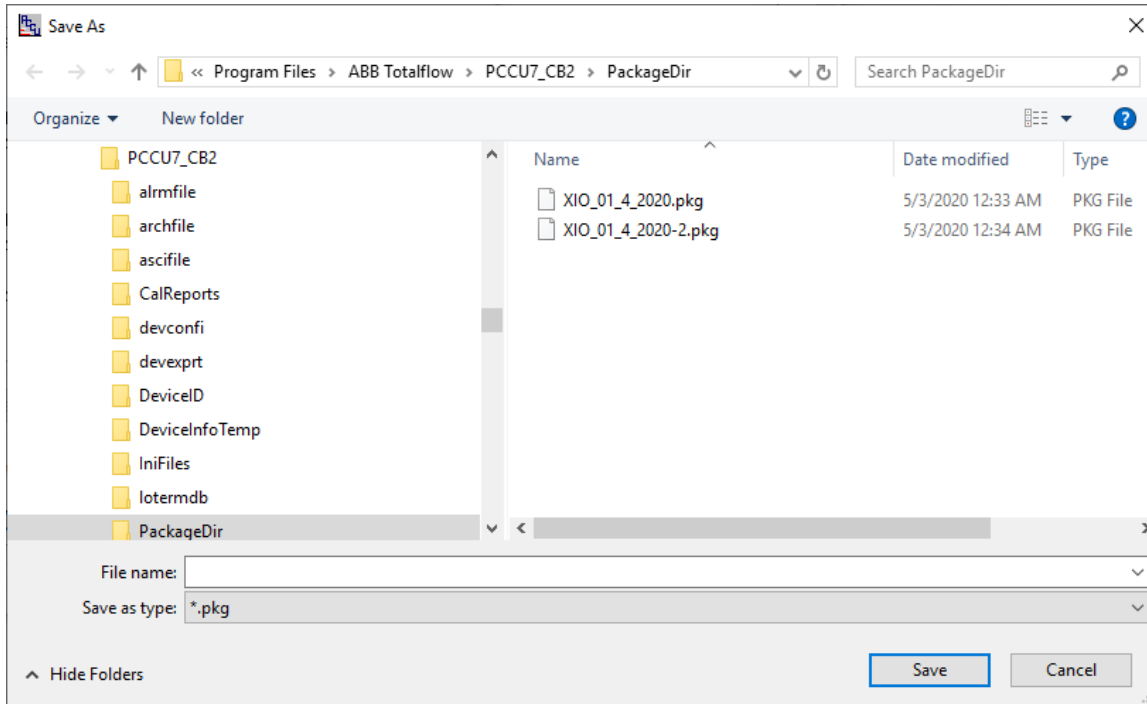 Save As
« Program Files › ABB Totalflow › PCCU7_CB2 › PackageDir
Search PackageDir
Organize
New folder
?
PCCU7_CB2
alrmfile
archfile
ascifile
CalReports
devconfi
devexprt
DeviceID
DeviceInfoTemp
IniFiles
Iotermdb
PackageDir
Name Date modified Type
XIO_01_4_2020.pkg 5/3/2020 12:33 AM PKG File
XIO_01_4_2020-2.pkg 5/3/2020 12:34 AM PKG File
File name:
Save as type: *.pkg
Hide Folders
Save
Cancel